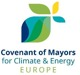 Covenant of Mayors
for Climate & Energy
EUROPE